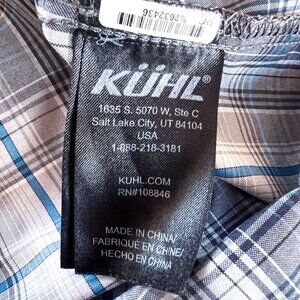 %2632436
KÜHL®
1635 S. 5070 W, Ste C
Salt Lake City, UT 84104
USA
1-888-218-3181
KUHL.COM
RN#108846
MADE IN CHINA/
FABRIQUÉ EN CHINE/
HECHO EN CHINA